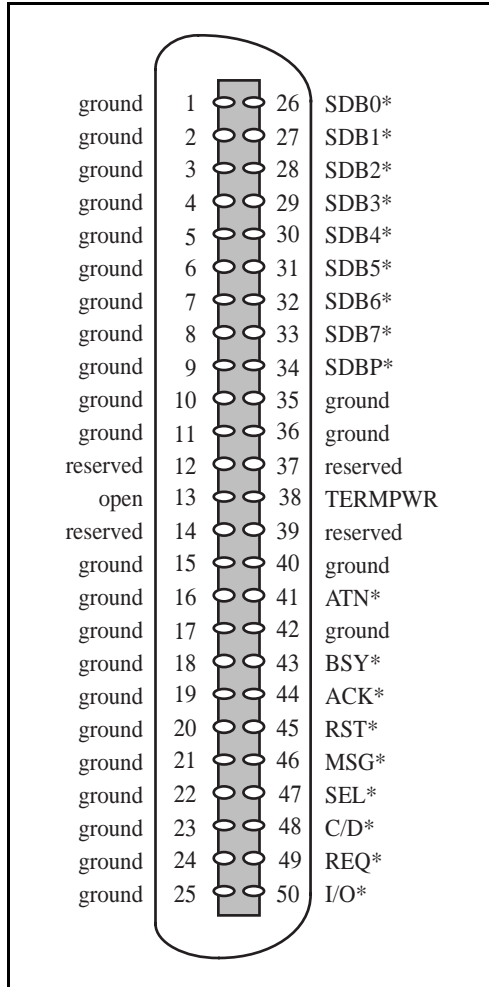 ground 1 26 SDB0*
ground 2 27 SDB1*
ground 3 28 SDB2*
ground 4 29 SDB3*
ground 5 30 SDB4*
ground 6 31 SDB5*
ground 7 32 SDB6*
ground 8 33 SDB7*
ground 9 34 SDBP*
ground 10 35 ground
ground 11 36 ground
reserved 12 37 reserved
open 13 38 TERMPWR
reserved 14 39 reserved
ground 15 40 ground
ground 16 41 ATN*
ground 17 42 ground
ground 18 43 BSY*
ground 19 44 ACK*
ground 20 45 RST*
ground 21 46 MSG*
ground 22 47 SEL*
ground 23 48 C/D*
ground 24 49 REQ*
ground 25 50 I/O*